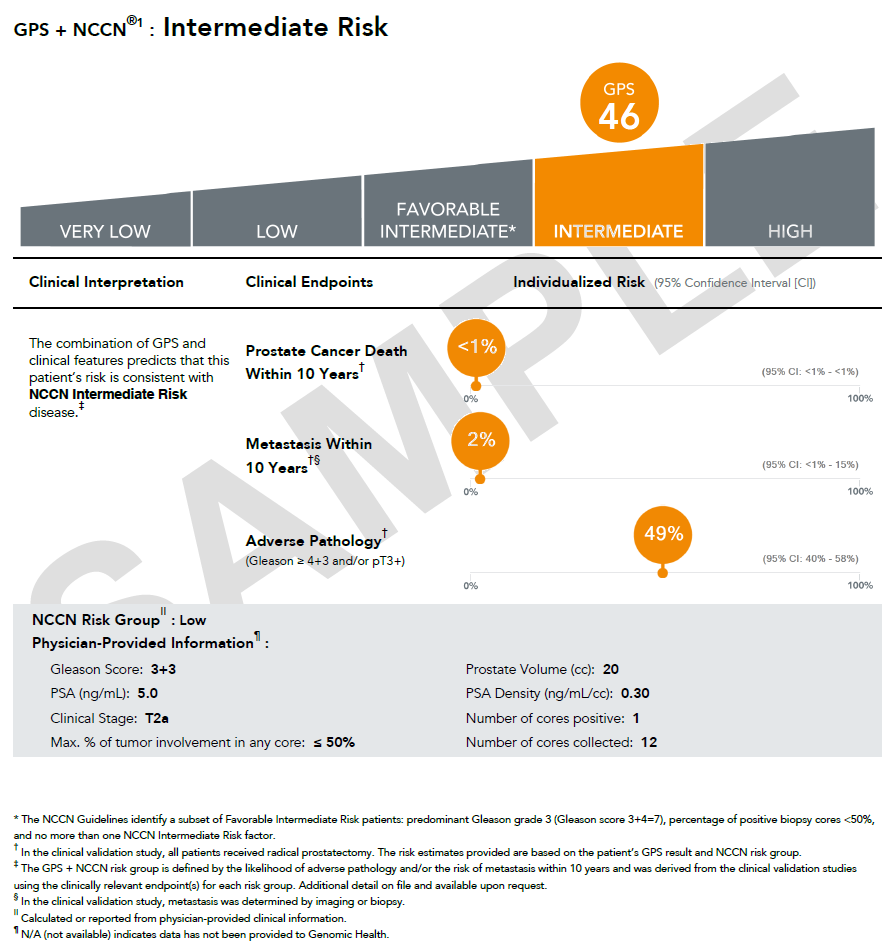 GPS + NCCN®1 : Intermediate Risk
GPS
46
VERY LOW
LOW
FAVORABLE
INTERMEDIATE*
INTERMEDIATE
HIGH
Clinical Interpretation
Clinical Endpoints
Individualized Risk (95% Confidence Interval [CI])
The combination of GPS and
clinical features predicts that this
patient's risk is consistent with
NCCN Intermediate Risk
disease.‡
Prostate Cancer Death
Within 10 Years†
<1%
(95% CI: <1% - <1%)
0%
100%
Metastasis Within
10 Years†§
2%
(95% CI: <1% - 15%)
0%
100%
Adverse Pathology†
(Gleason ≥ 4+3 and/or pT3+)
49%
(95% CI: 40% - 58%)
0%
100%
SAMPLE
NCCN Risk Group|| : Low
Physician-Provided Information¶ :
Gleason Score: 3+3
PSA (ng/mL): 5.0
Clinical Stage: T2a
Max. % of tumor involvement in any core: ≤ 50%
Prostate Volume (cc): 20
PSA Density (ng/mL/cc): 0.30
Number of cores positive: 1
Number of cores collected: 12
* The NCCN Guidelines identify a subset of Favorable Intermediate Risk patients: predominant Gleason grade 3 (Gleason score 3+4=7), percentage of positive biopsy cores <50%,
and no more than one NCCN Intermediate Risk factor.
† In the clinical validation study, all patients received radical prostatectomy. The risk estimates provided are based on the patient's GPS result and NCCN risk group.
‡ The GPS + NCCN risk group is defined by the likelihood of adverse pathology and/or the risk of metastasis within 10 years and was derived from the clinical validation studies
using the clinically relevant endpoint(s) for each risk group. Additional detail on file and available upon request.
§ In the clinical validation study, metastasis was determined by imaging or biopsy.
|| Calculated or reported from physician-provided clinical information.
¶ N/A (not available) indicates data has not been provided to Genomic Health.